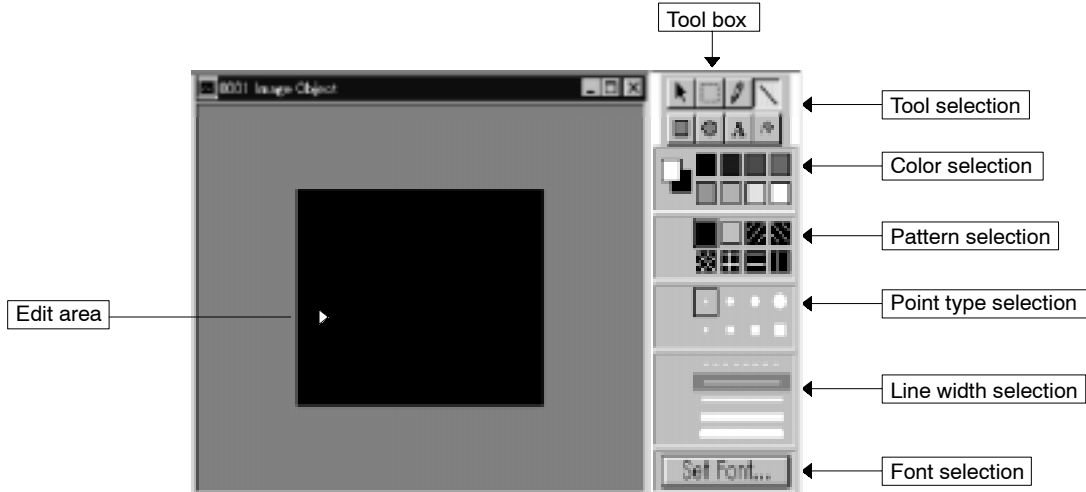 Tool box
0001 Image Object
Tool selection
A
Color selection
Pattern selection
Edit area
Point type selection
Line width selection
Set Font...
Font selection